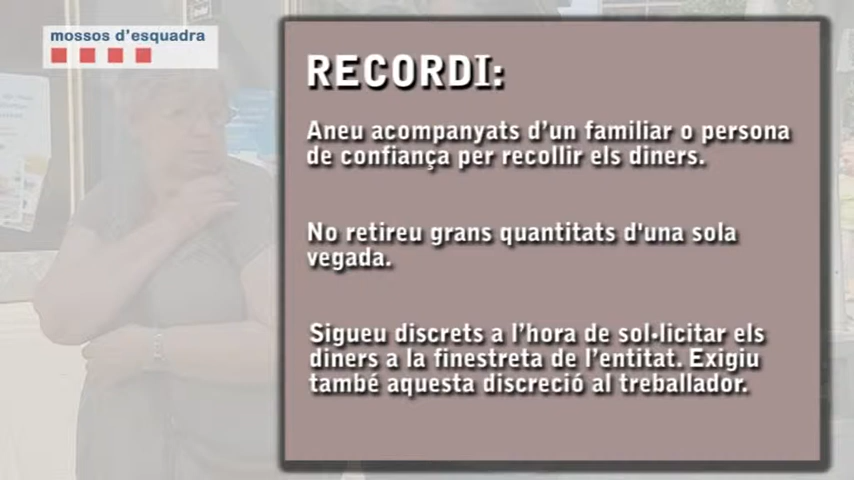 mossos d'esquadra
RECORDI:
Aneu acompanyats d'un familiar o persona
de confiança per recollir els diners.
No retireu grans quantitats d'una sola
vegada.
Sigueu discrets a l'hora de sol·licitar els
diners a la finestreta de l'entitat. Exigiu
també aquesta discreció al treballador.